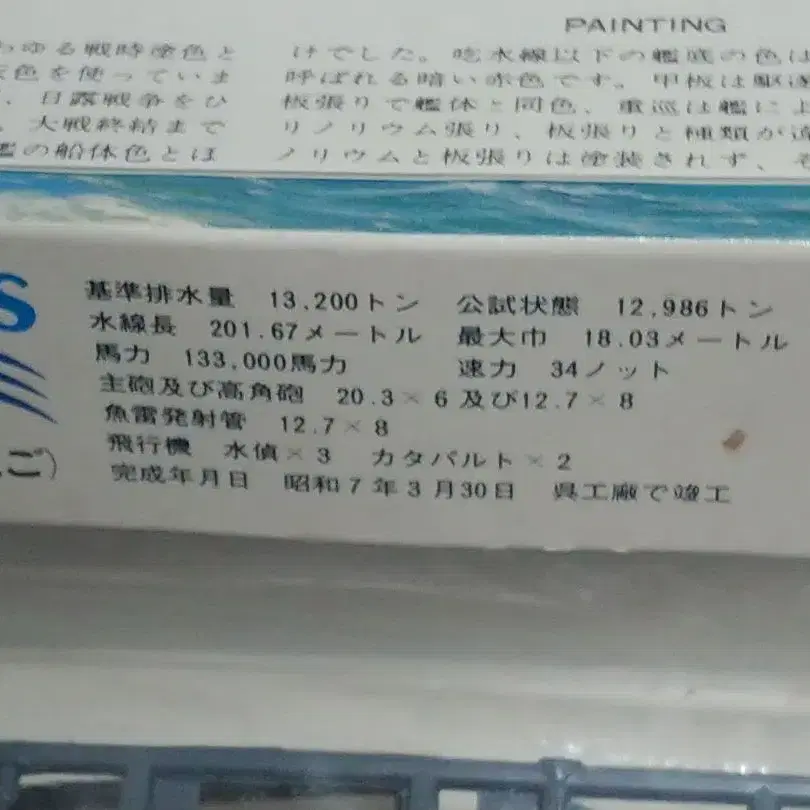 PAINTING
わゆる戦時塗色と
灰色を使っていま
、日露戦争をひ
、大戦終結まで
艦の船体色とほ
けでした。吃水線以下の艦底の色は
呼ばれる暗い赤色です。甲板は駆逐
板張りで艦体と同色、重巡は艦によ
リノリウム張り、板張りと種類が違
ノリウムと板張りは塗装されず、そ
S
ご)
基準排水量 13,200トン 公試状態 12,986トン
水線長 201.67メートル 最大巾 18.03メートル
馬力 133,000馬力 速力 34ノット
主砲及び高角砲 20.3×6 及び12.7×8
魚雷発射管 12.7×8
飛行機 水偵×3 カタパルト×2
完成年月日 昭和7年3月30日 呉工廠で竣工